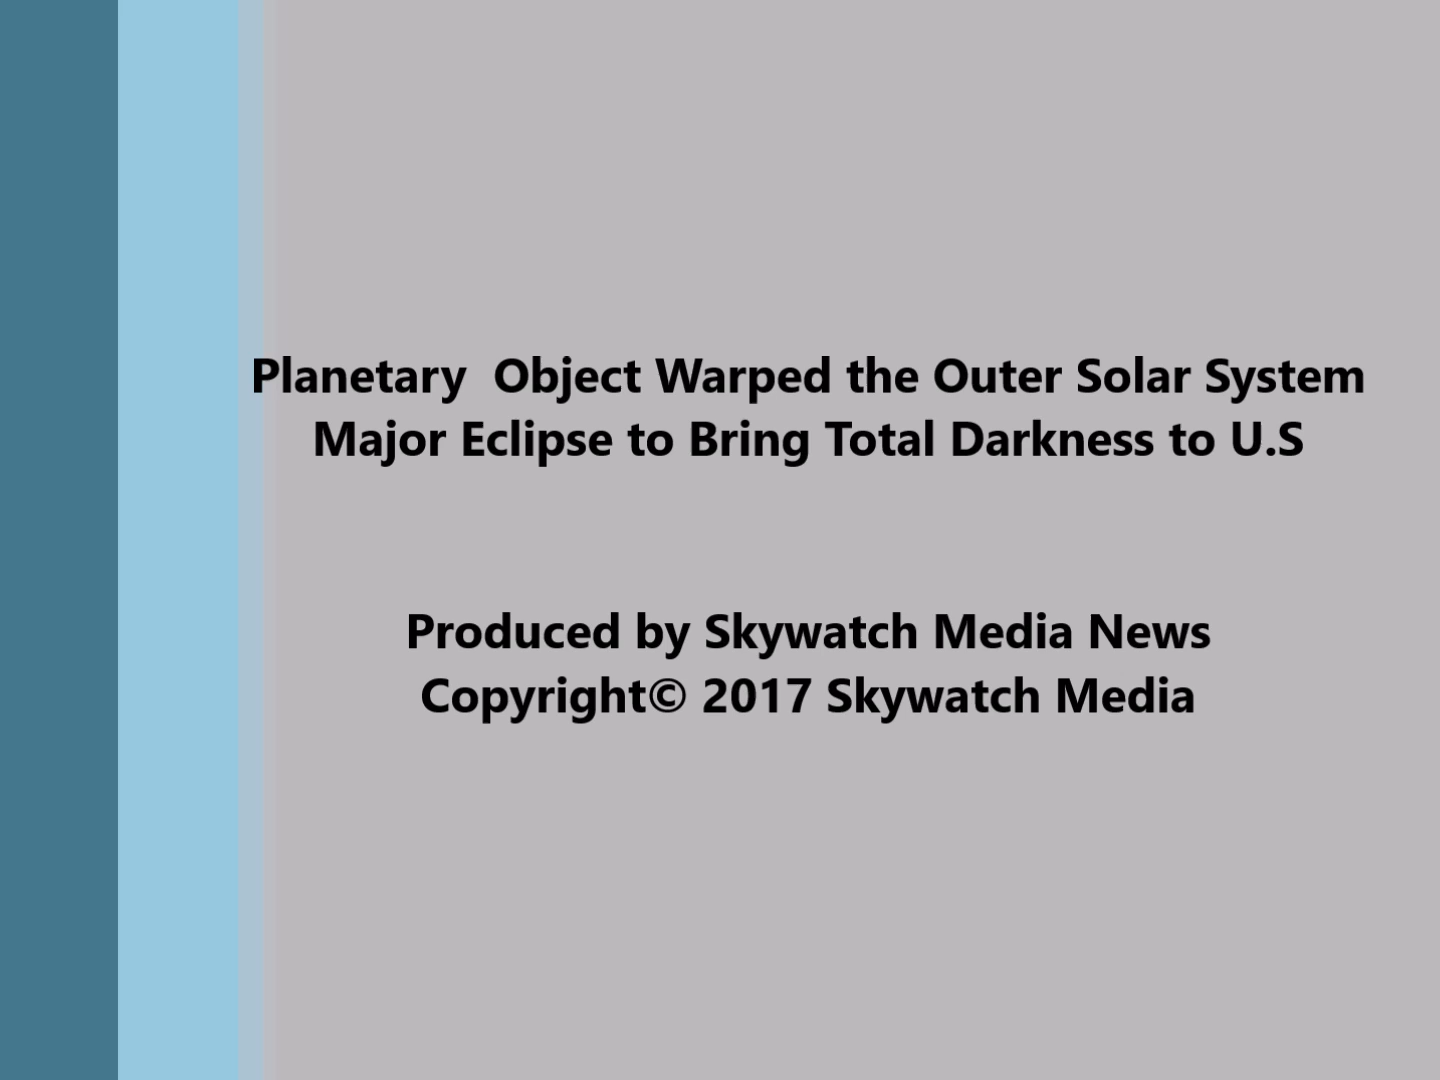 Planetary  Object Warped the Outer Solar System
Major Eclipse to Bring Total Darkness to U.S
Produced by Skywatch Media News
Copyright© 2017 Skywatch Media